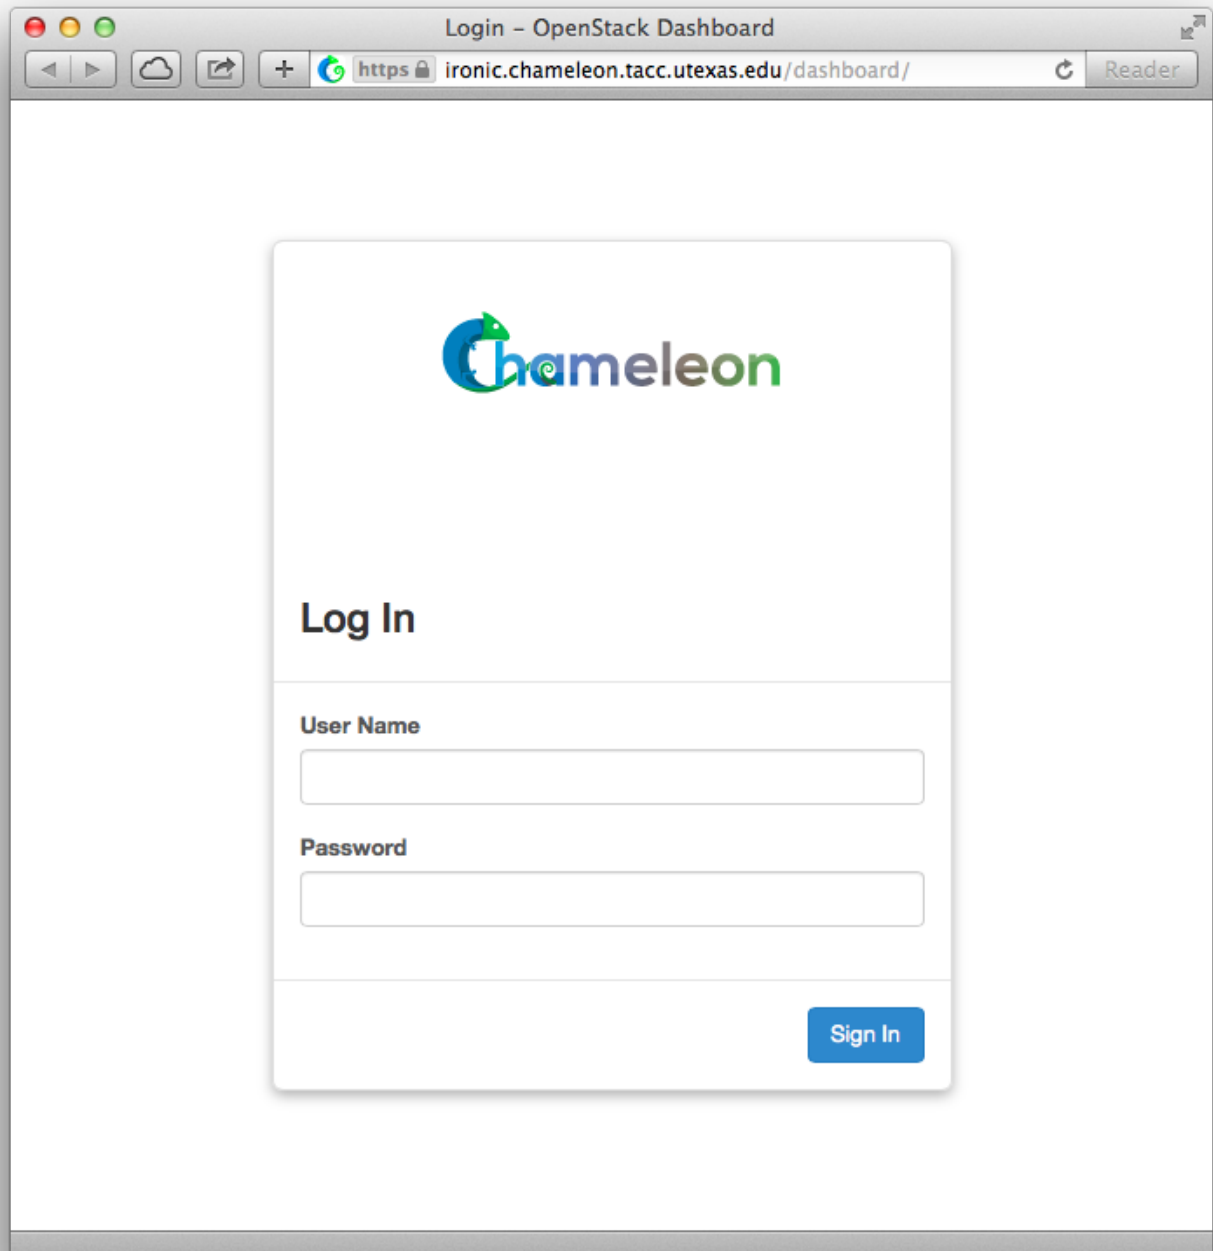 Login – OpenStack Dashboard
https ironic.chameleon.tacc.utexas.edu/dashboard/ Reader
Chameleon
Log In
User Name
Password
Sign In